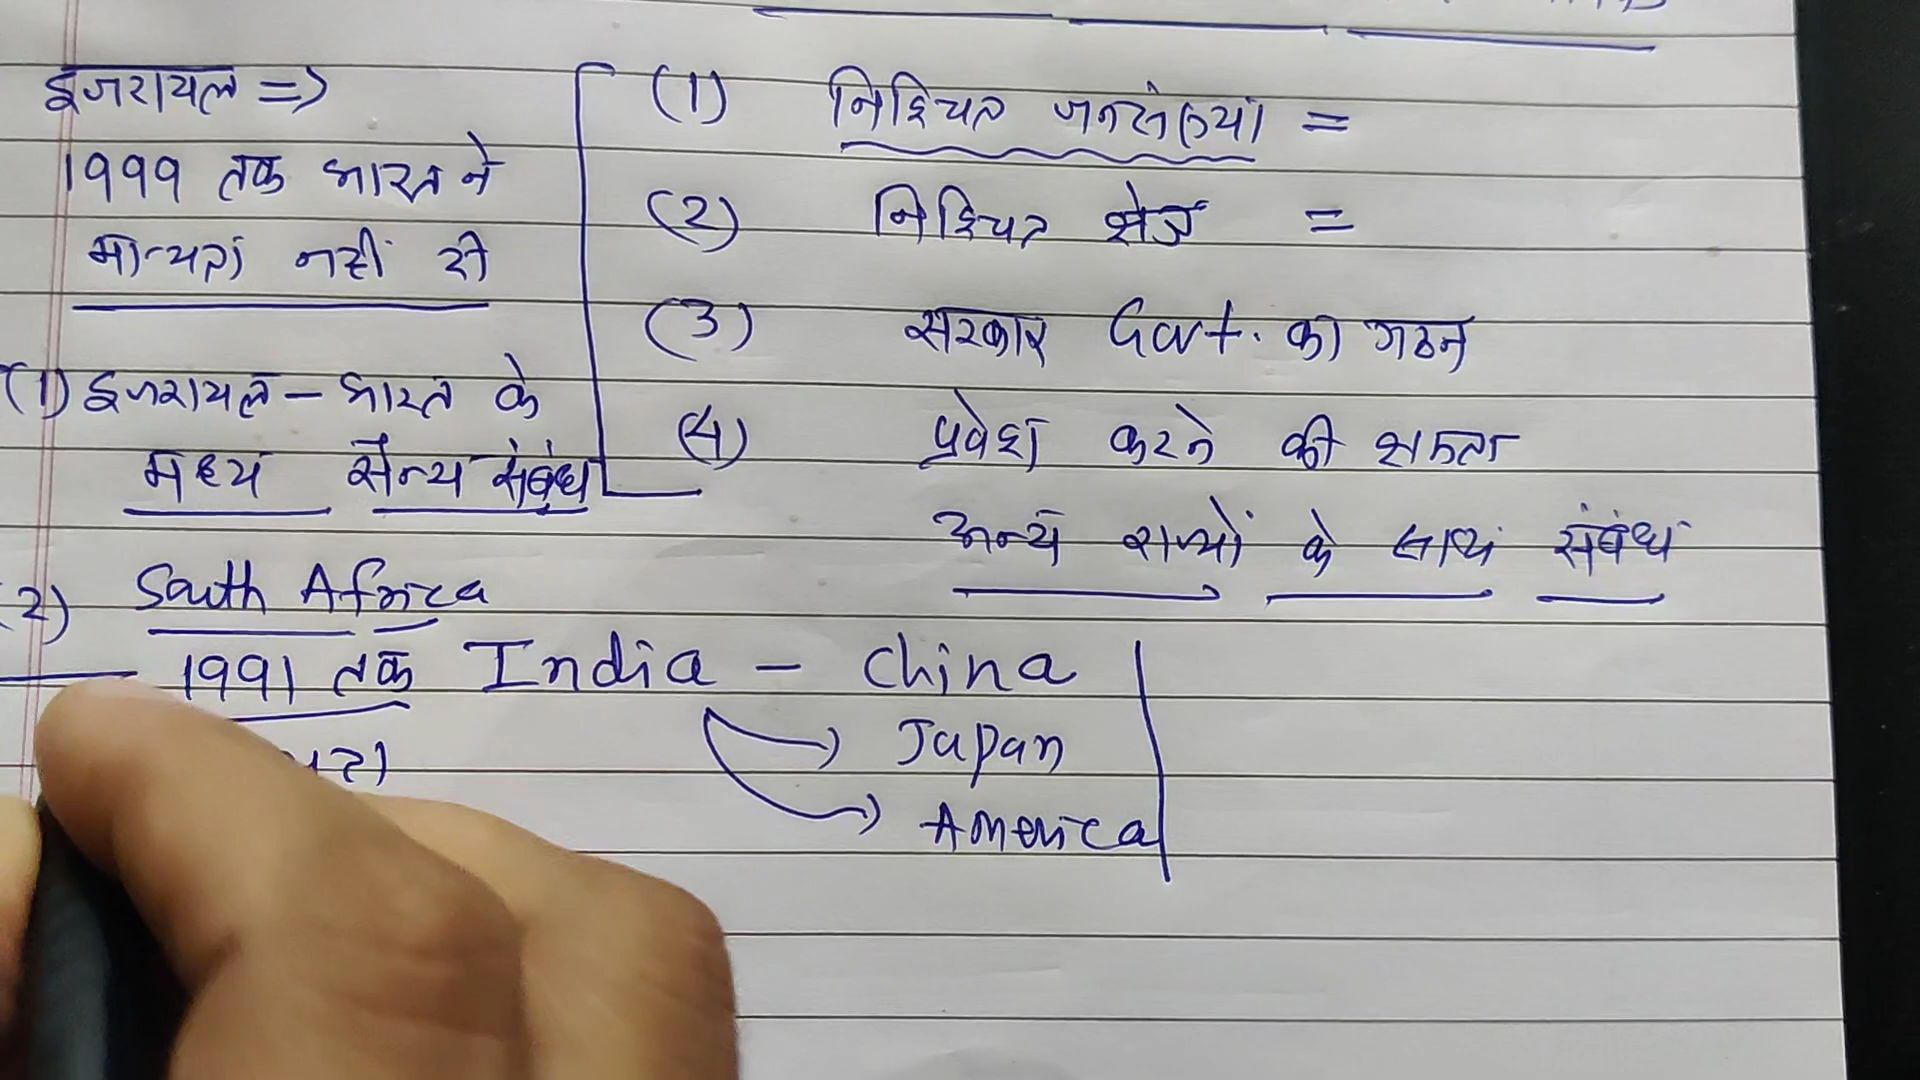 इजरायल =>
1999 तक भारत ने
मान्यता नहीं दी
(1) इजरायल - भारत के
मध्य सैन्य संबंध
(2) South Africa
1991 तक
(1) निश्चित जनसंख्या =
(2) निश्चित क्षेत्र =
(3) सरकार Govt. का गठन
(4) प्रवेश करने की क्षमता
अन्य राज्यों के साथ संबंध
India - China
Japan
America